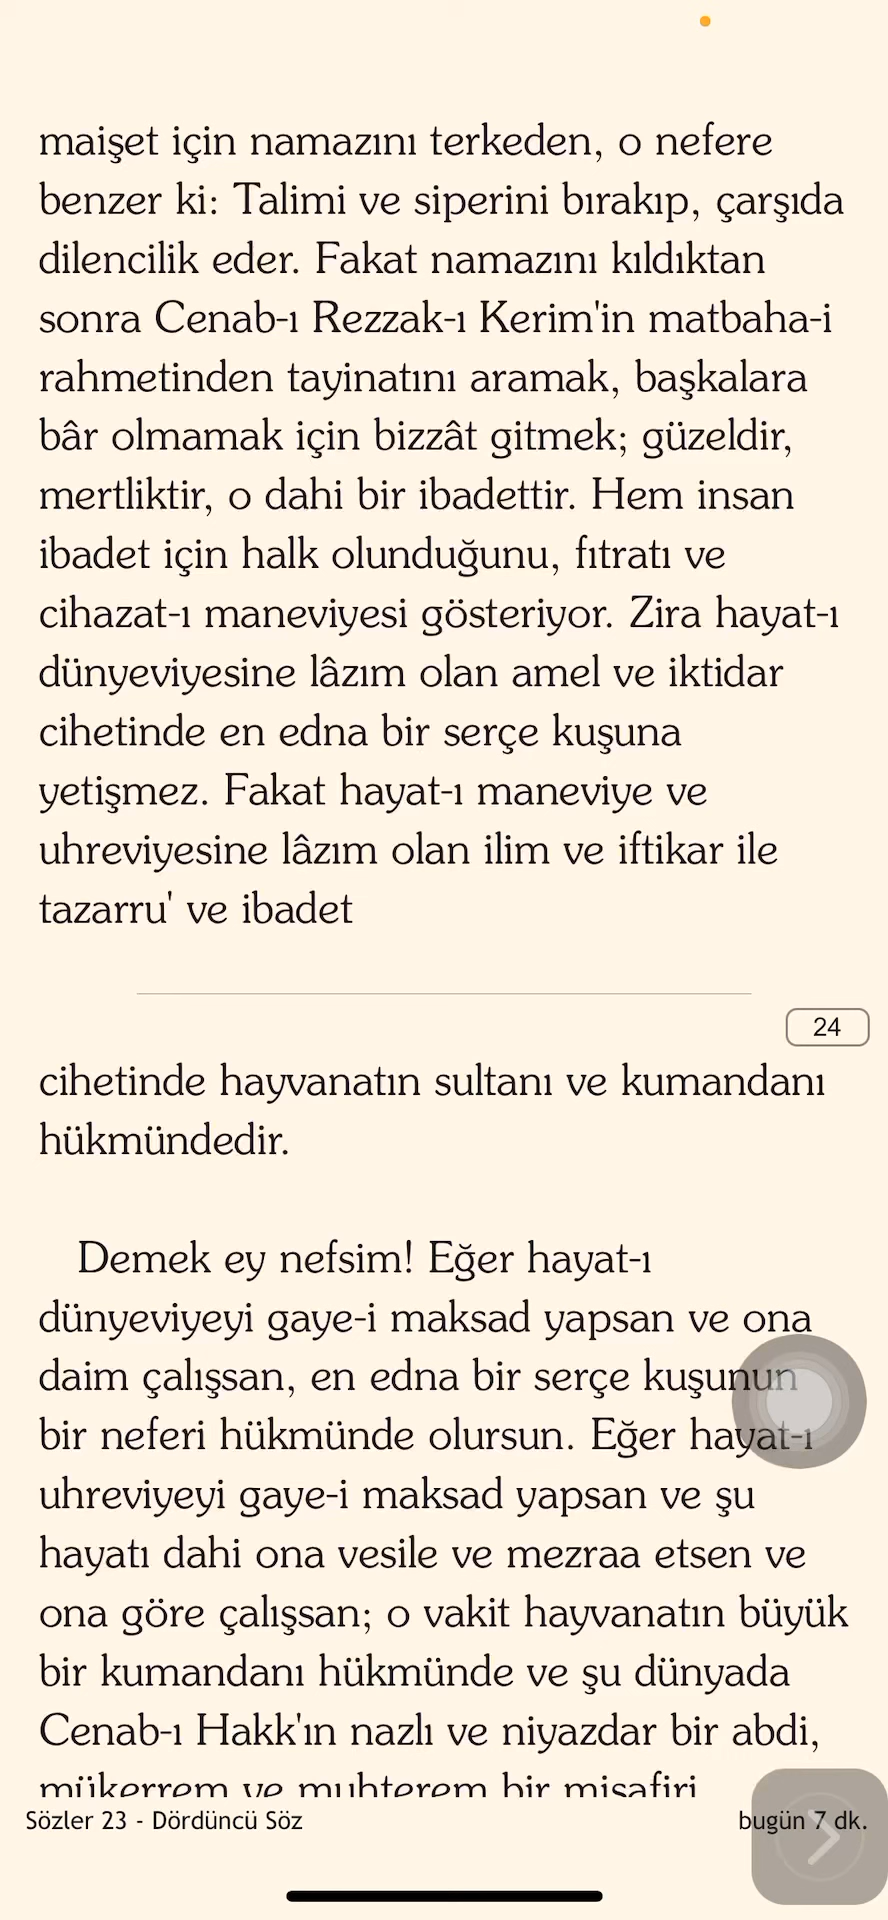 maişet için namazını terkeden, o nefere
benzer ki: Talimi ve siperini bırakıp, çarşıda
dilencilik eder. Fakat namazını kıldıktan
sonra Cenab-ı Rezzak-ı Kerim'in matbaha-i
rahmetinden tayinatını aramak, başkalara
bâr olmamak için bizzât gitmek; güzeldir,
mertliktir, o dahi bir ibadettir. Hem insan
ibadet için halk olunduğunu, fıtratı ve
cihazat-ı maneviyesi gösteriyor. Zira hayat-ı
dünyeviyesine lâzım olan amel ve iktidar
cihetinde en edna bir serçe kuşuna
yetişmez. Fakat hayat-ı maneviye ve
uhreviyesine lâzım olan ilim ve iftikar ile
tazarru' ve ibadet
24
cihetinde hayvanatın sultanı ve kumandanı
hükmündedir.
Demek ey nefsim! Eğer hayat-ı
dünyeviyeyi gaye-i maksad yapsan ve ona
daim çalışsan, en edna bir serçe kuşunun
bir neferi hükmünde olursun. Eğer hayat-ı
uhreviyeyi gaye-i maksad yapsan ve şu
hayatı dahi ona vesile ve mezraa etsen ve
ona göre çalışsan; o vakit hayvanatın büyük
bir kumandanı hükmünde ve şu dünyada
Cenab-ı Hakk'ın nazlı ve niyazdar bir abdi,
mükerrem ve muhterem bir misafiri
Sözler 23 - Dördüncü Söz
bugün 7 dk.